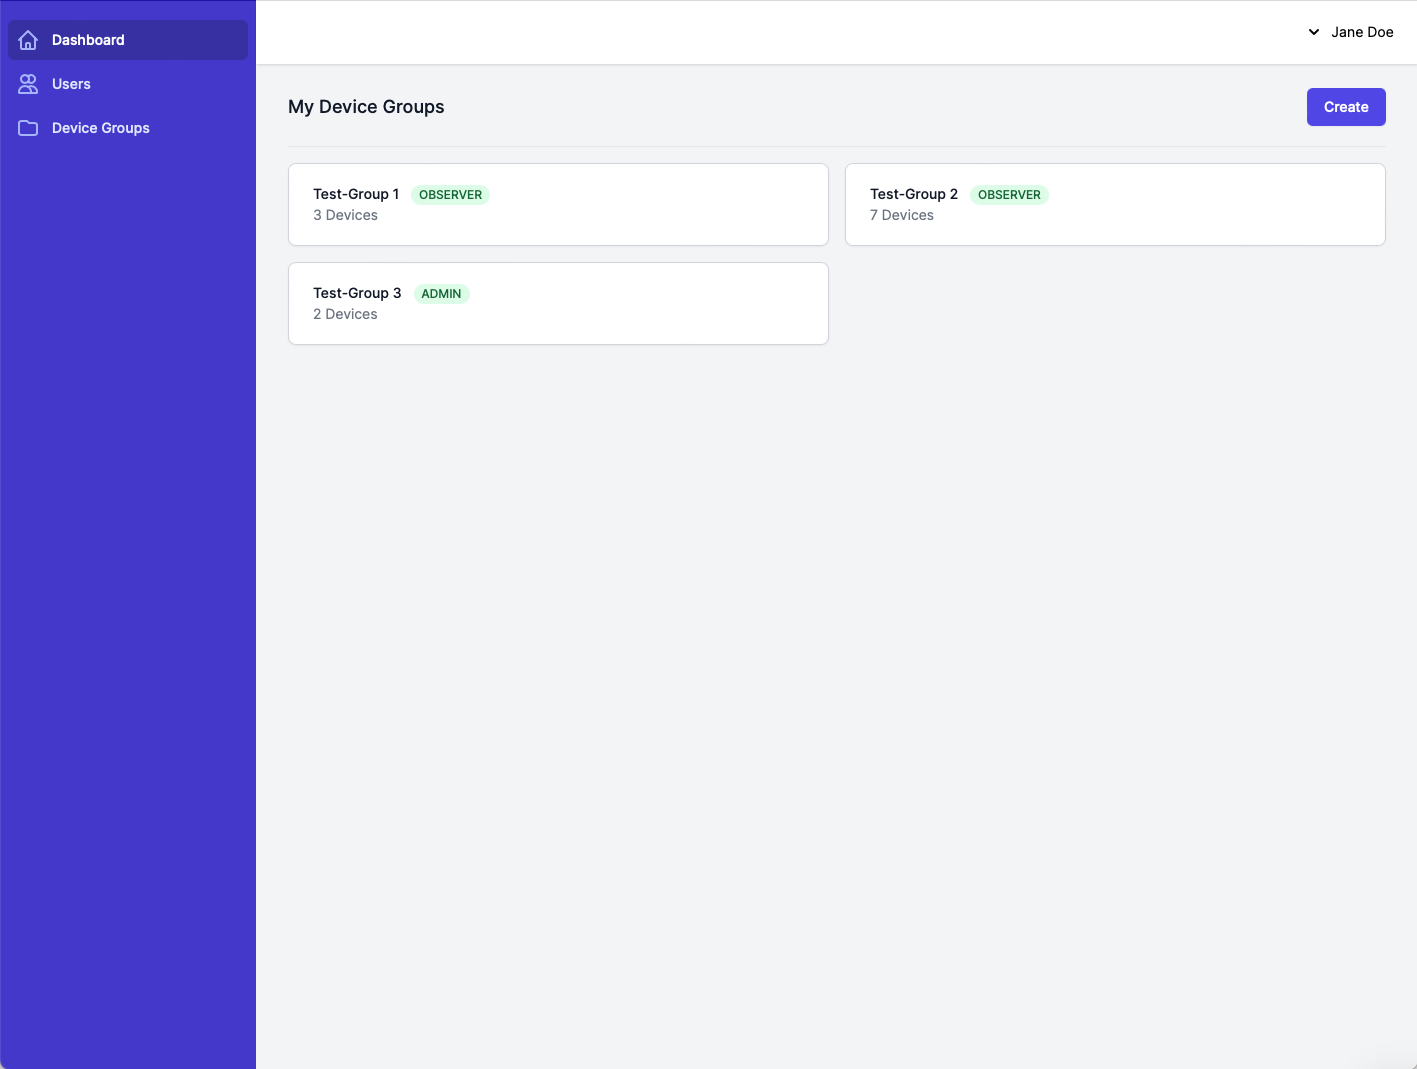 Dashboard
Users
Device Groups
Jane Doe
My Device Groups
Create
Test-Group 1 OBSERVER
3 Devices
Test-Group 2 OBSERVER
7 Devices
Test-Group 3 ADMIN
2 Devices